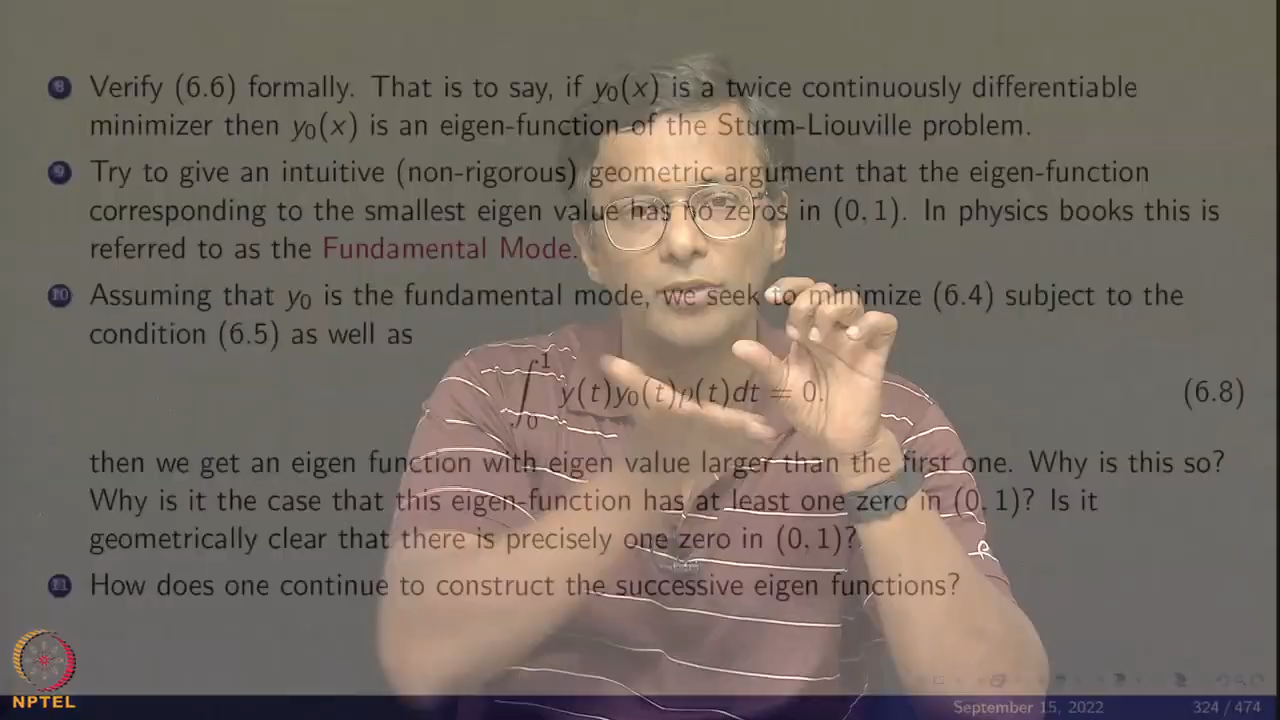 8 Verify (6.6) formally. That is to say, if y₀(x) is a twice continuously differentiable
minimizer then y₀(x) is an eigen-function of the Sturm-Liouville problem.
9 Try to give an intuitive (non-rigorous) geometric argument that the eigen-function
corresponding to the smallest eigen value has no zeros in (0, 1). In physics books this is
referred to as the Fundamental Mode.
10 Assuming that y₀ is the fundamental mode, we seek to minimize (6.4) subject to the
condition (6.5) as well as
∫₀¹ y(t)y₀(t)ρ(t)dt = 0. (6.8)
then we get an eigen function with eigen value larger than the first one. Why is this so?
Why is it the case that this eigen-function has at least one zero in (0, 1)? Is it
geometrically clear that there is precisely one zero in (0, 1)?
11 How does one continue to construct the successive eigen functions?
NPTEL
September 15, 2022 324 / 474